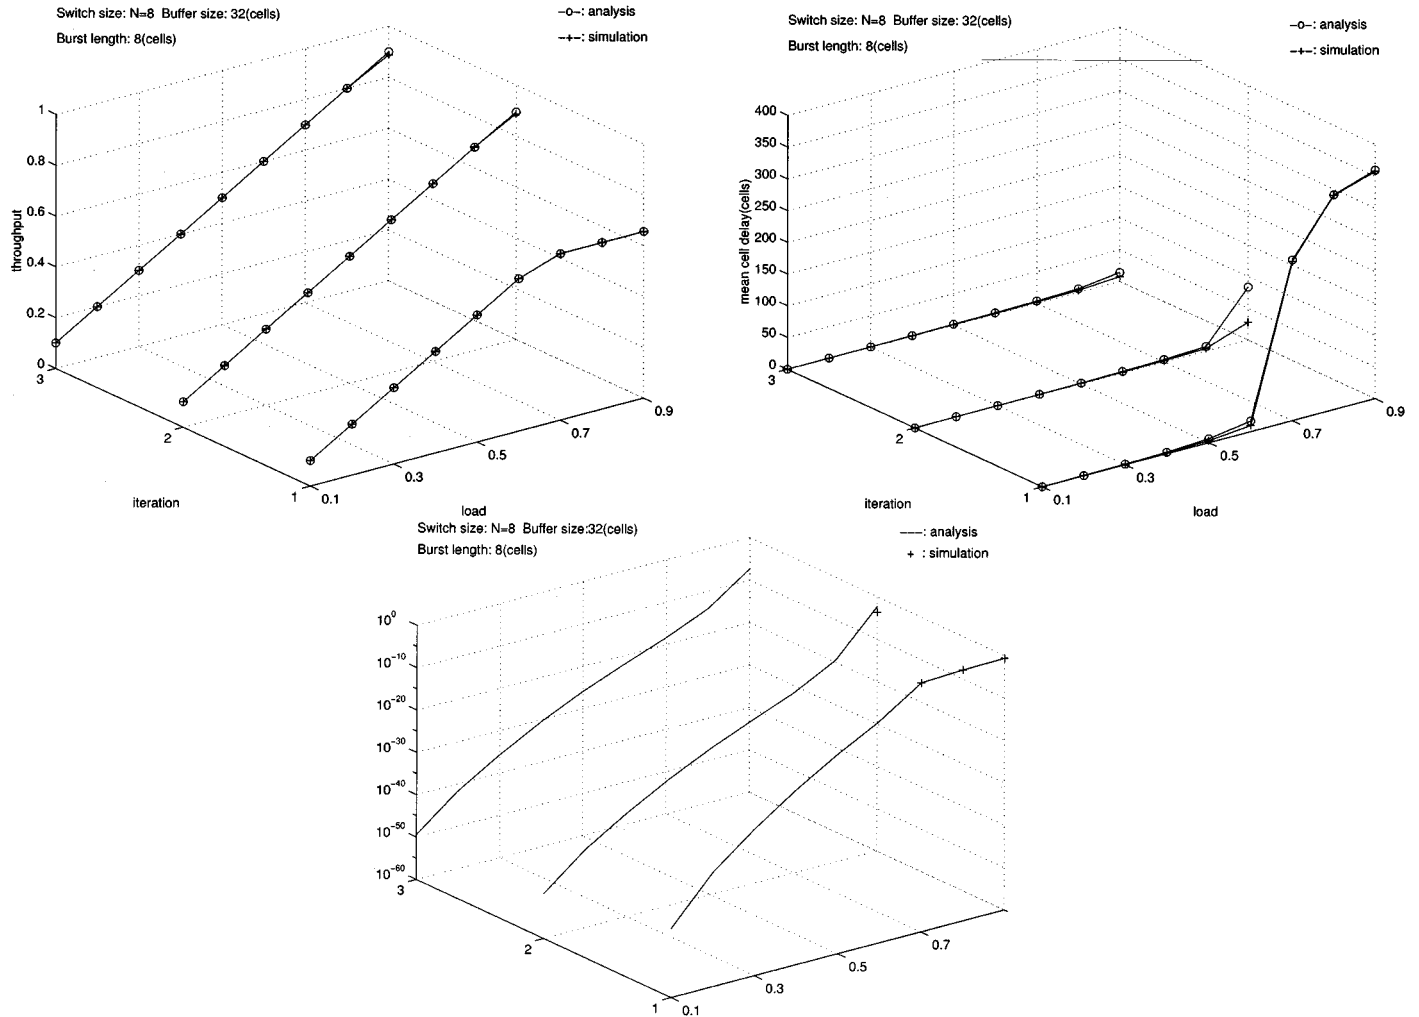 Switch size: N=8 Buffer size: 32(cells)
Burst length: 8(cells)
–o–: analysis
–+–: simulation
throughput
1
0.8
0.6
0.4
0.2
0
3
2
1
0.1
0.3
0.5
0.7
0.9
iteration
load
Switch size: N=8 Buffer size: 32(cells)
Burst length: 8(cells)
–o–: analysis
–+–: simulation
mean cell delay(cells)
400
350
300
250
200
150
100
50
0
3
2
1
0.1
0.3
0.5
0.7
0.9
iteration
load
Switch size: N=8 Buffer size:32(cells)
Burst length: 8(cells)
——: analysis
+ : simulation
10^0
10^−10
10^−20
10^−30
10^−40
10^−50
10^−60
3
2
1
0.1
0.3
0.5
0.7